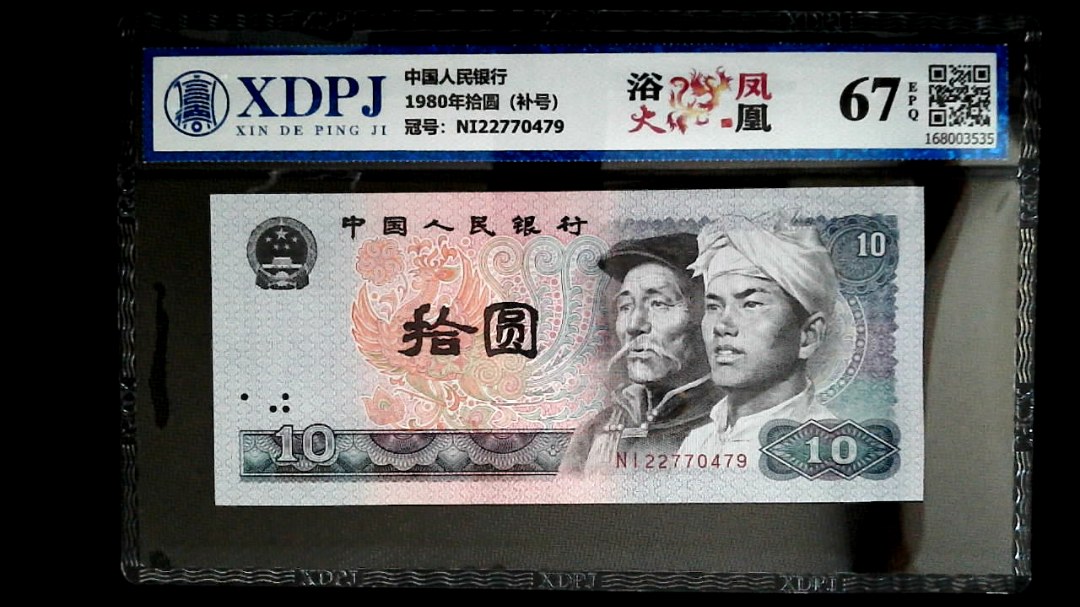 XDPJ
XIN DE PING JI
中国人民银行
1980年拾圆（补号）
冠号：NI22770479
浴火
凤凰
67
EPQ
168003535
中国人民银行
10
拾圆
10
NI22770479
10
XDPJ
XDPJ
XDPJ